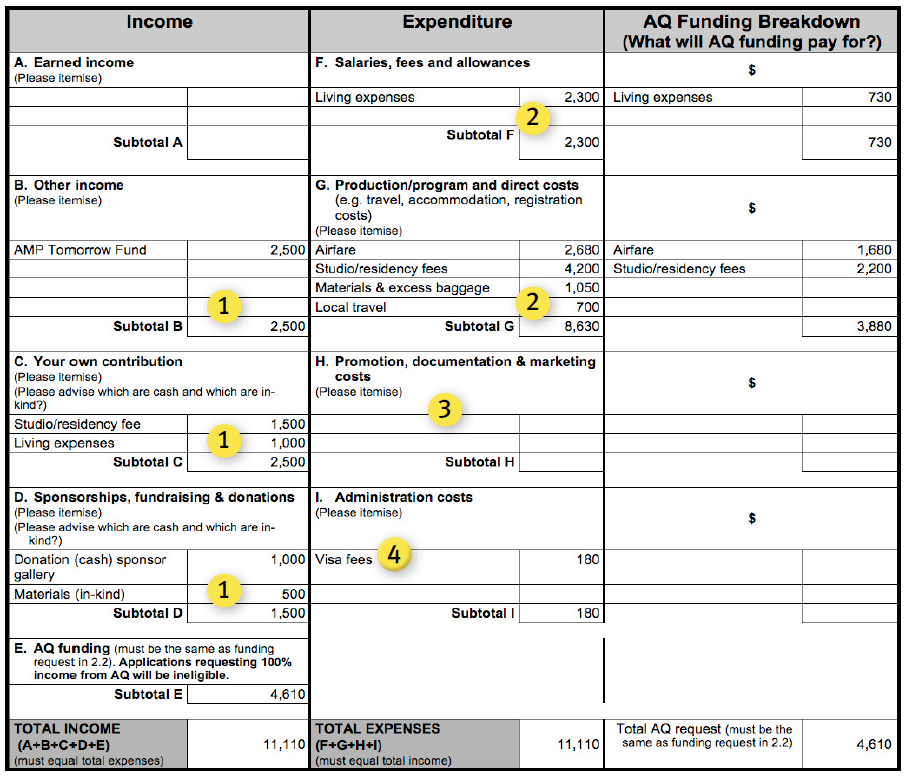 Income
Expenditure
AQ Funding Breakdown
(What will AQ funding pay for?)
A. Earned income
(Please itemise)
F. Salaries, fees and allowances
$
Living expenses 2,300
Living expenses 730
2
Subtotal A
Subtotal F 2,300
730
B. Other income
(Please itemise)
G. Production/program and direct costs
(e.g. travel, accommodation, registration
costs)
(Please itemise)
$
AMP Tomorrow Fund 2,500
Airfare 2,680
Airfare 1,680
Studio/residency fees 4,200
Studio/residency fees 2,200
Materials & excess baggage 1,050
1
2
Local travel 700
Subtotal B 2,500
Subtotal G 8,630
3,880
C. Your own contribution
(Please itemise)
(Please advise which are cash and which are in-
kind?)
H. Promotion, documentation & marketing
costs
(Please itemise)
$
3
Studio/residency fee 1,500
Living expenses 1,000
1
Subtotal C 2,500
Subtotal H
D. Sponsorships, fundraising & donations
(Please itemise)
(Please advise which are cash and which are in-
kind?)
I. Administration costs
(Please itemise)
$
Donation (cash) sponsor 1,000
gallery
Visa fees 180
4
Materials (in-kind) 500
1
Subtotal D 1,500
Subtotal I 180
E. AQ funding (must be the same as funding
request in 2.2). Applications requesting 100%
income from AQ will be ineligible.
Subtotal E 4,610
TOTAL INCOME
(A+B+C+D+E) 11,110
(must equal total expenses)
TOTAL EXPENSES
(F+G+H+I) 11,110
(must equal total income)
Total AQ request (must be the
same as funding request in 2.2) 4,610